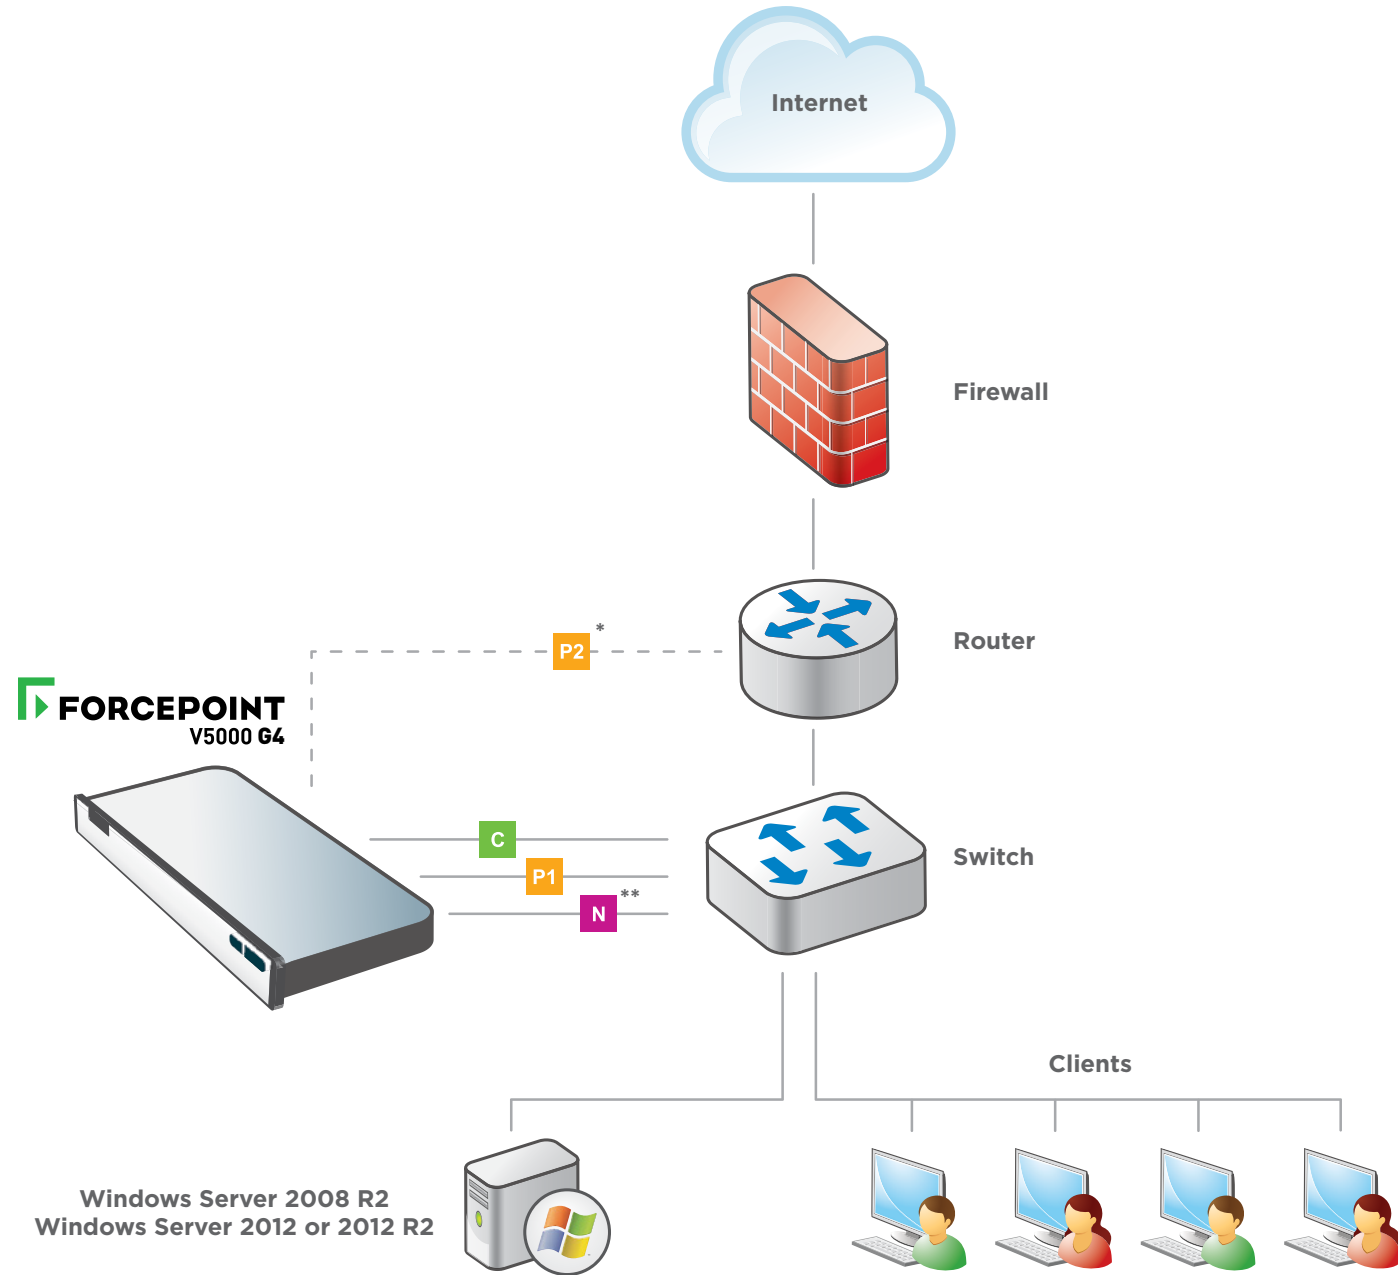 Internet
Firewall
P2 *
Router
FORCEPOINT
V5000 G4
C
Switch
P1
N **
Clients
Windows Server 2008 R2
Windows Server 2012 or 2012 R2